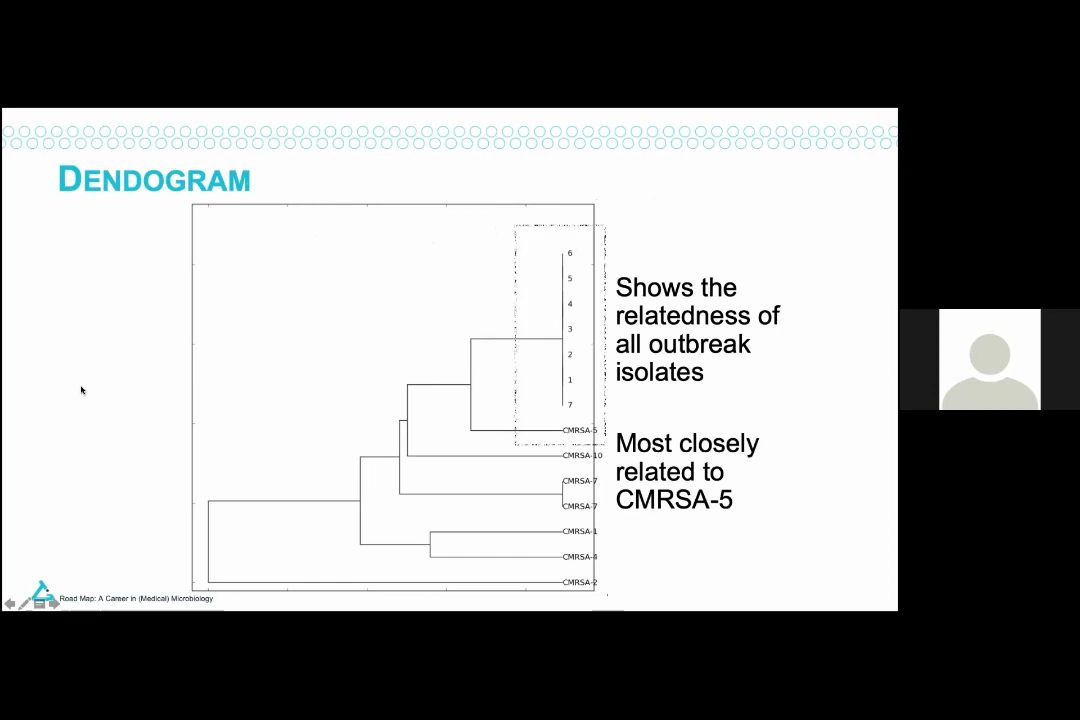 DENDOGRAM
6
5
4
3
2
1
7
CMRSA-5
CMRSA-10
CMRSA-7
CMRSA-7
CMRSA-1
CMRSA-4
CMRSA-2
Shows the
relatedness of
all outbreak
isolates
Most closely
related to
CMRSA-5
Road Map: A Career in (Medical) Microbiology